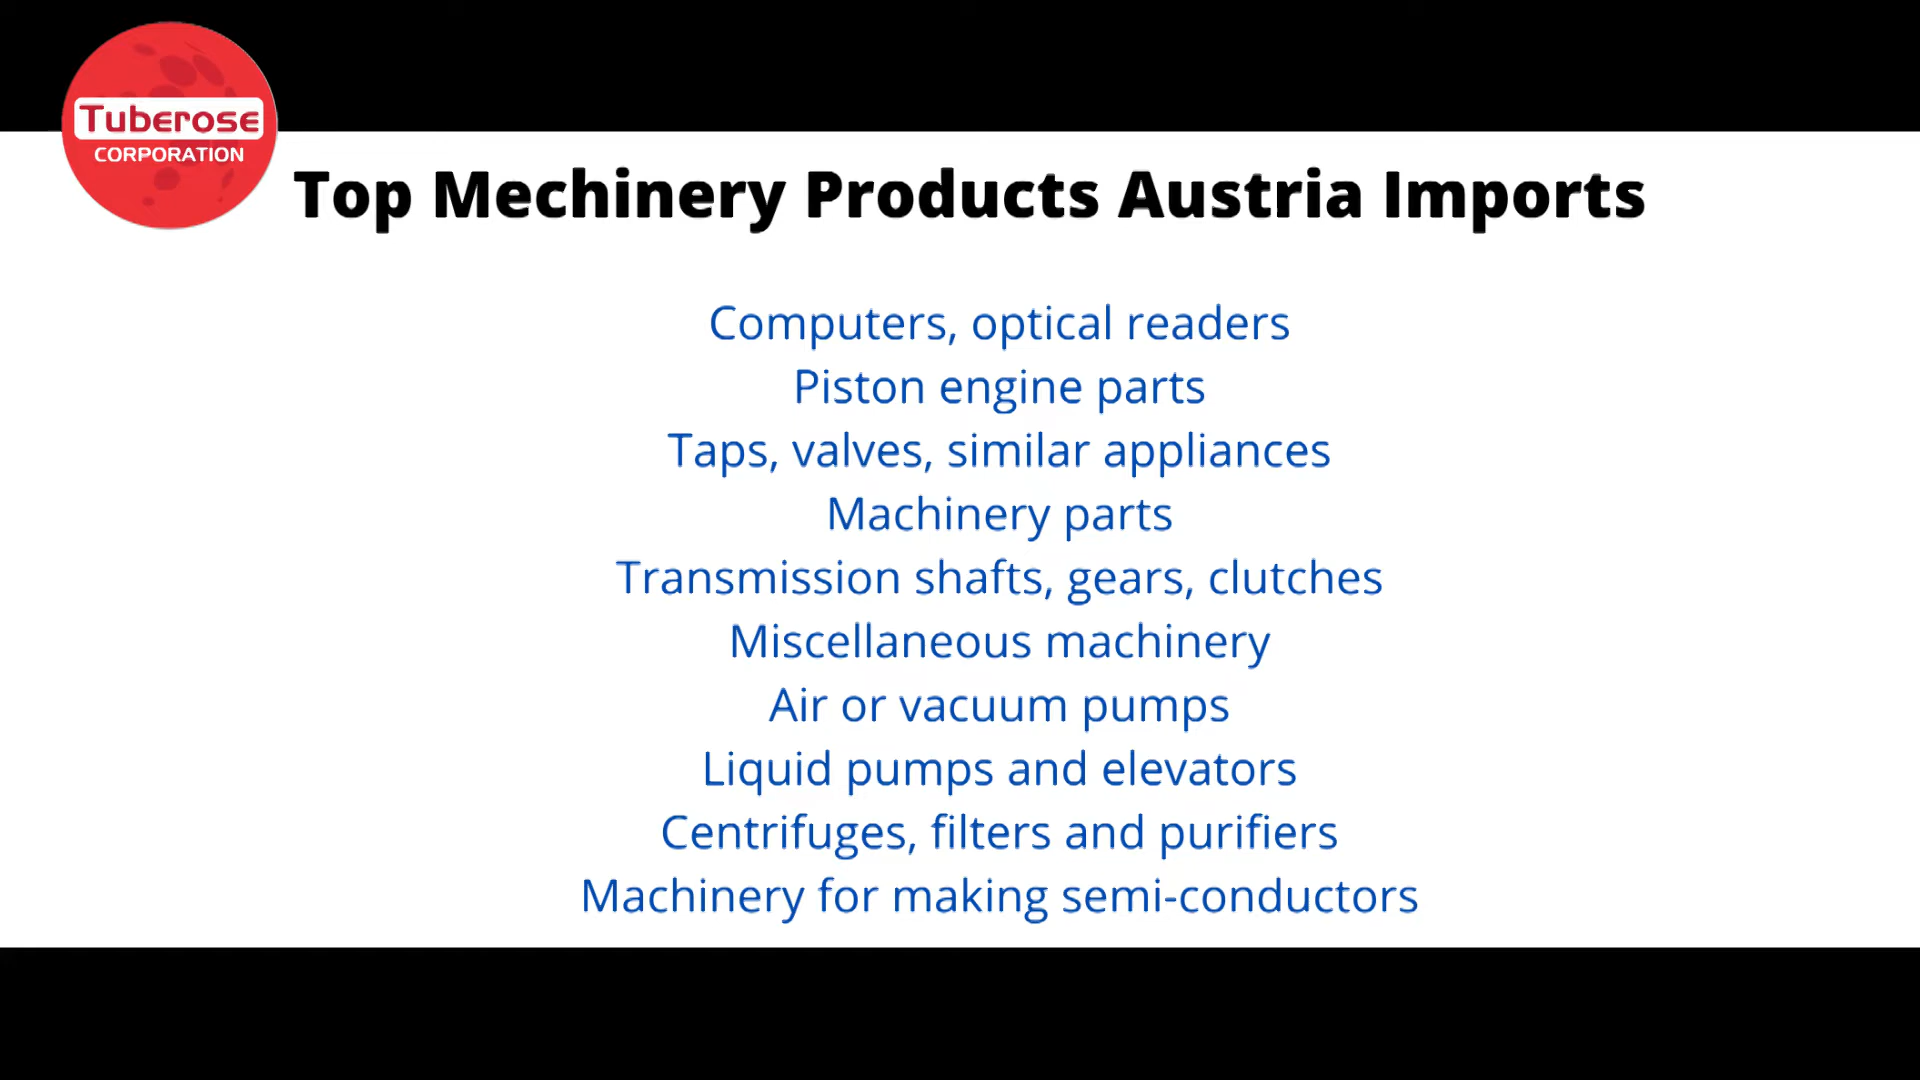 Tuberose
CORPORATION
Top Mechinery Products Austria Imports
Computers, optical readers
Piston engine parts
Taps, valves, similar appliances
Machinery parts
Transmission shafts, gears, clutches
Miscellaneous machinery
Air or vacuum pumps
Liquid pumps and elevators
Centrifuges, filters and purifiers
Machinery for making semi-conductors